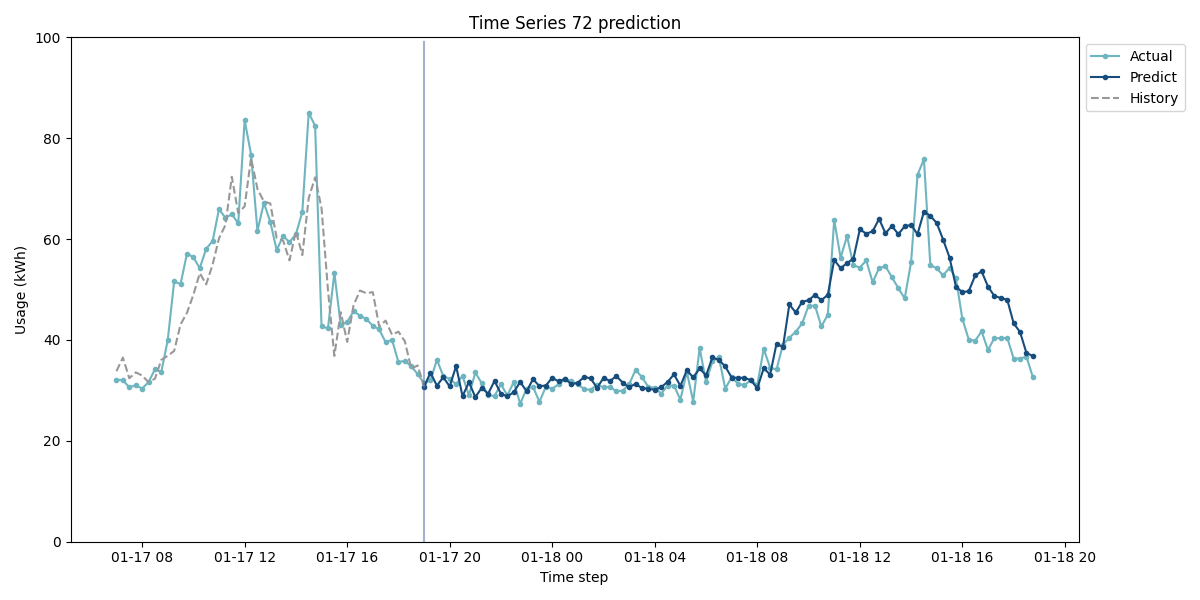 Time Series 72 prediction
100
80
60
40
20
0
Usage (kWh)
01-17 08
01-17 12
01-17 16
01-17 20
01-18 00
01-18 04
01-18 08
01-18 12
01-18 16
01-18 20
Time step
Actual
Predict
History